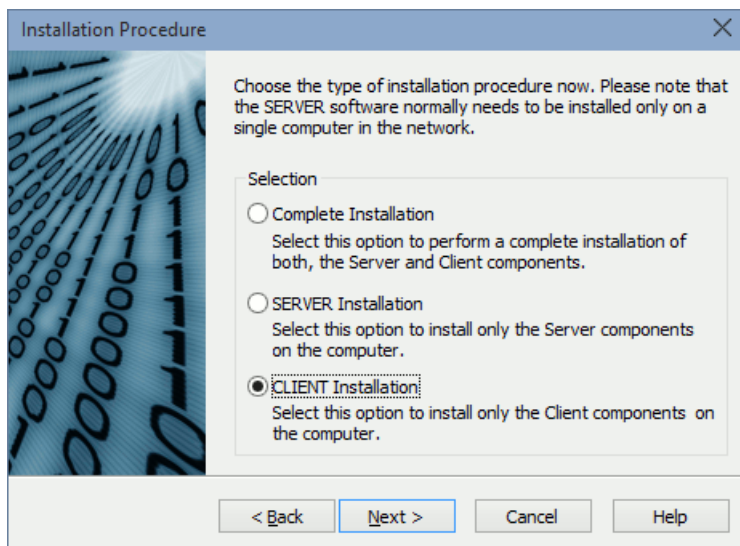 Installation Procedure
Choose the type of installation procedure now. Please note that
the SERVER software normally needs to be installed only on a
single computer in the network.
Selection
Complete Installation
Select this option to perform a complete installation of
both, the Server and Client components.
SERVER Installation
Select this option to install only the Server components
on the computer.
CLIENT Installation
Select this option to install only the Client components on
the computer.
< Back Next > Cancel Help